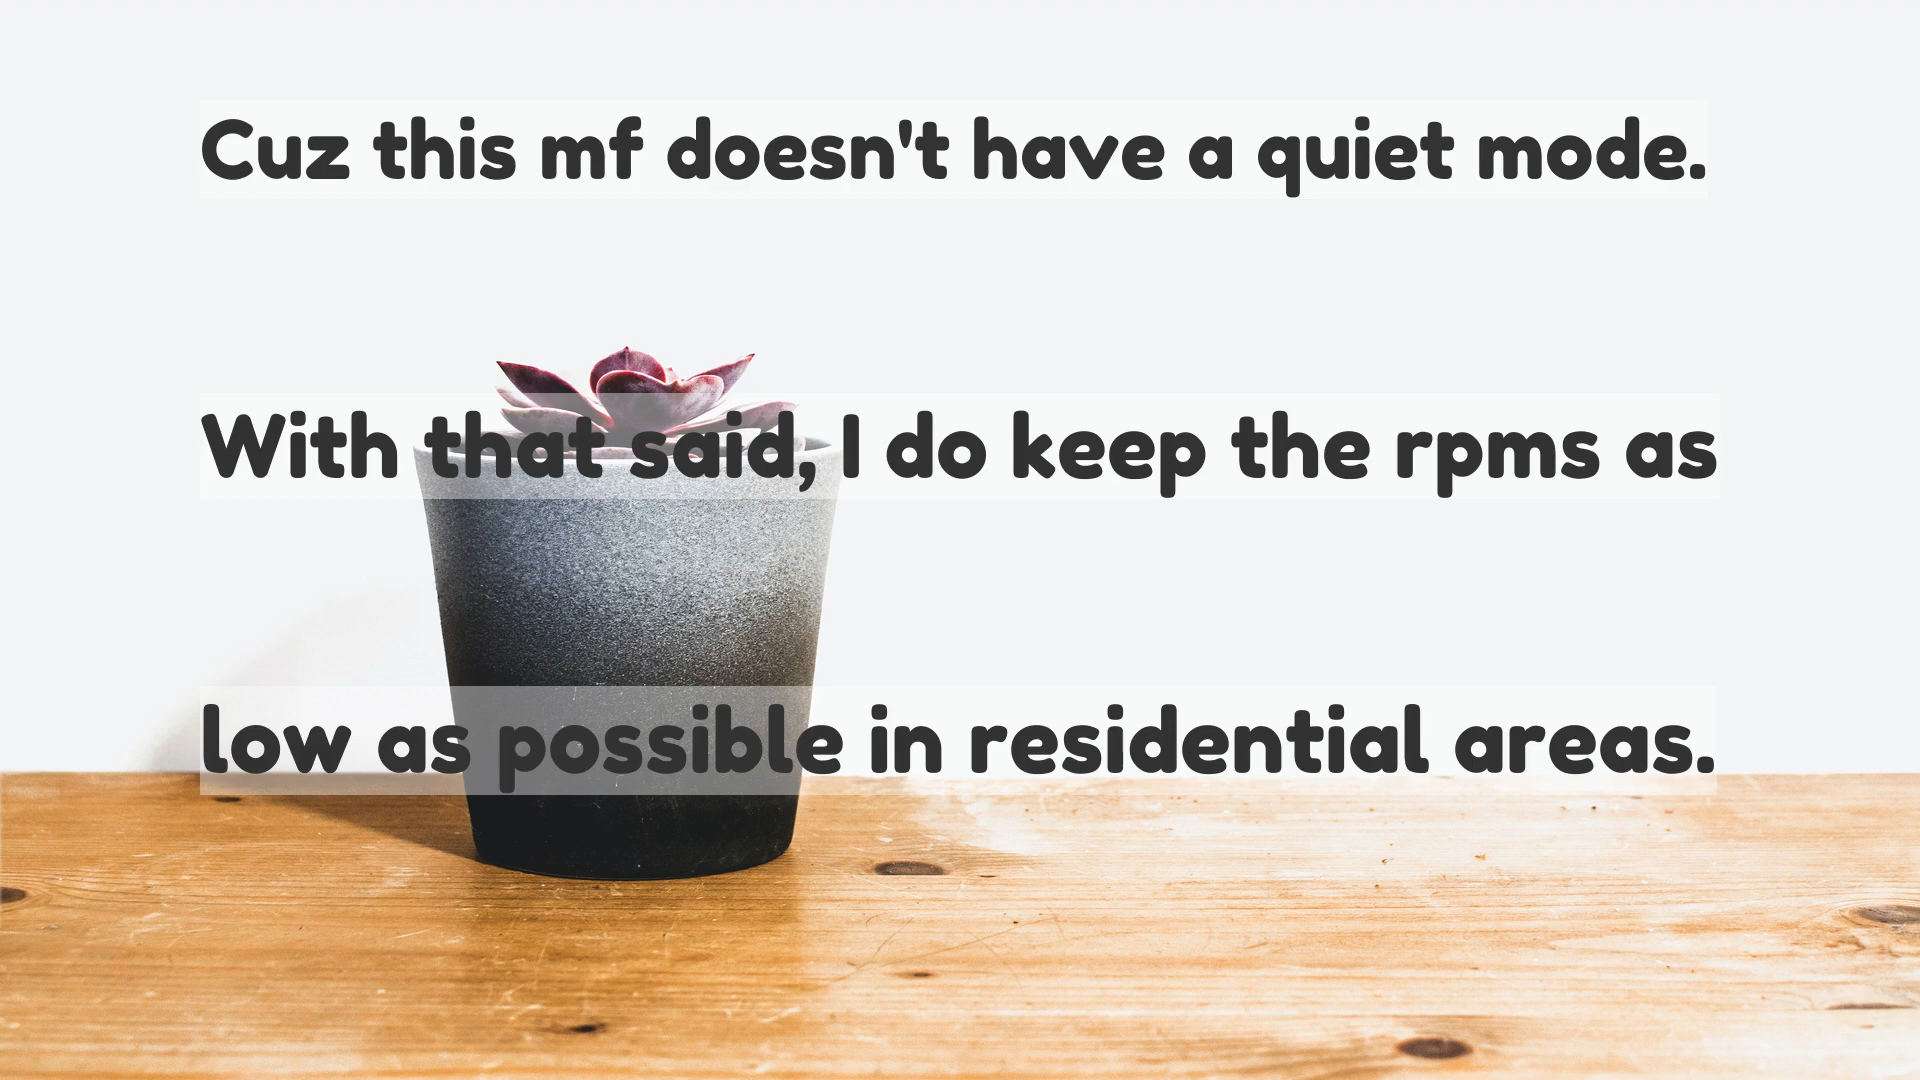 Cuz this mf doesn't have a quiet mode.
With that said, I do keep the rpms as
low as possible in residential areas.